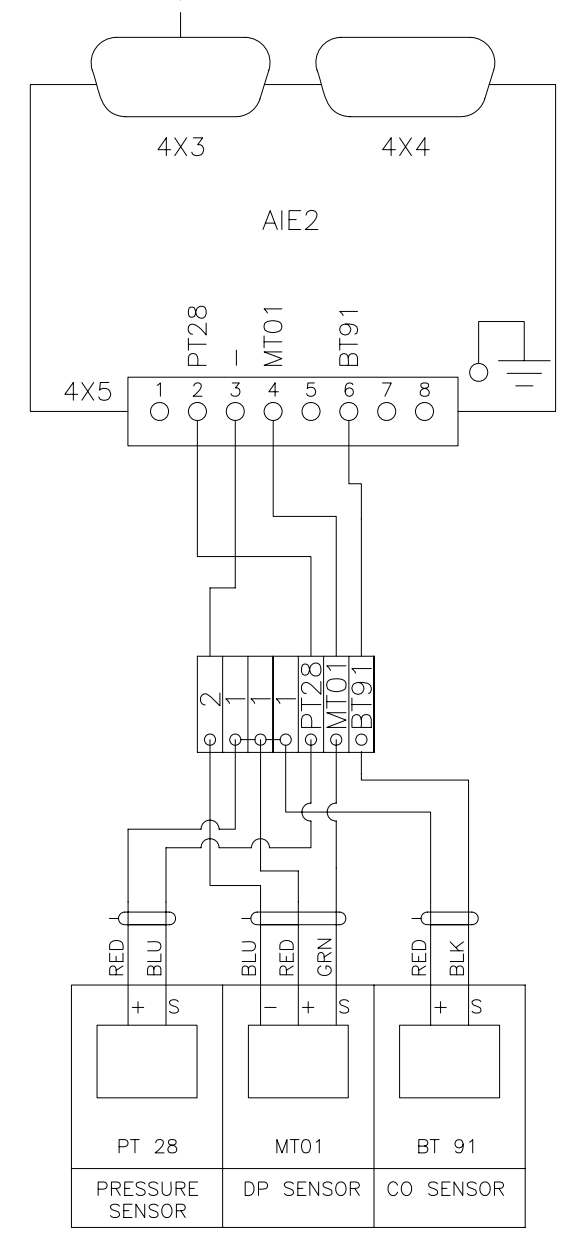 4X3 4X4
AIE2
PT28 - MT01 BT91
4X5 1 2 3 4 5 6 7 8
2 1 1 1 PT28 MT01 BT91
RED BLU BLU RED GRN RED BLK
+ S - + S + S
PT 28 MT01 BT 91
PRESSURE SENSOR DP SENSOR CO SENSOR